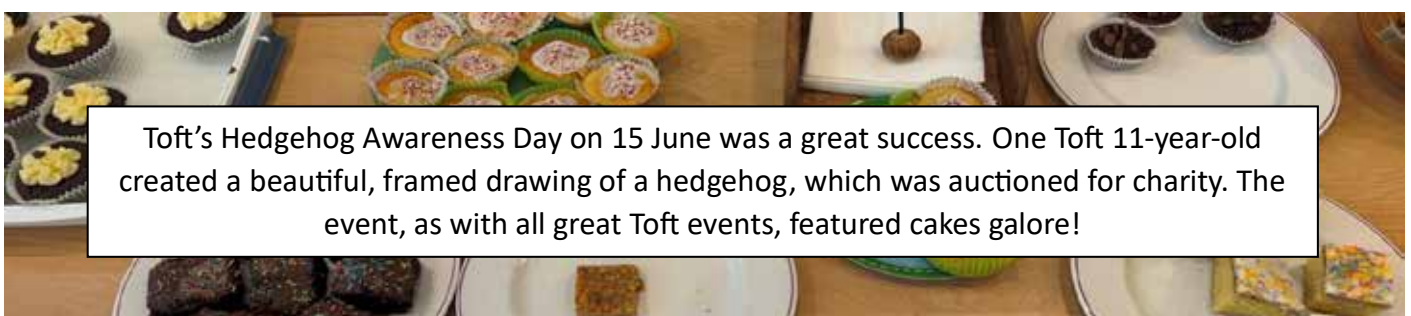 Toft's Hedgehog Awareness Day on 15 June was a great success. One Toft 11-year-old
created a beautiful, framed drawing of a hedgehog, which was auctioned for charity. The
event, as with all great Toft events, featured cakes galore!